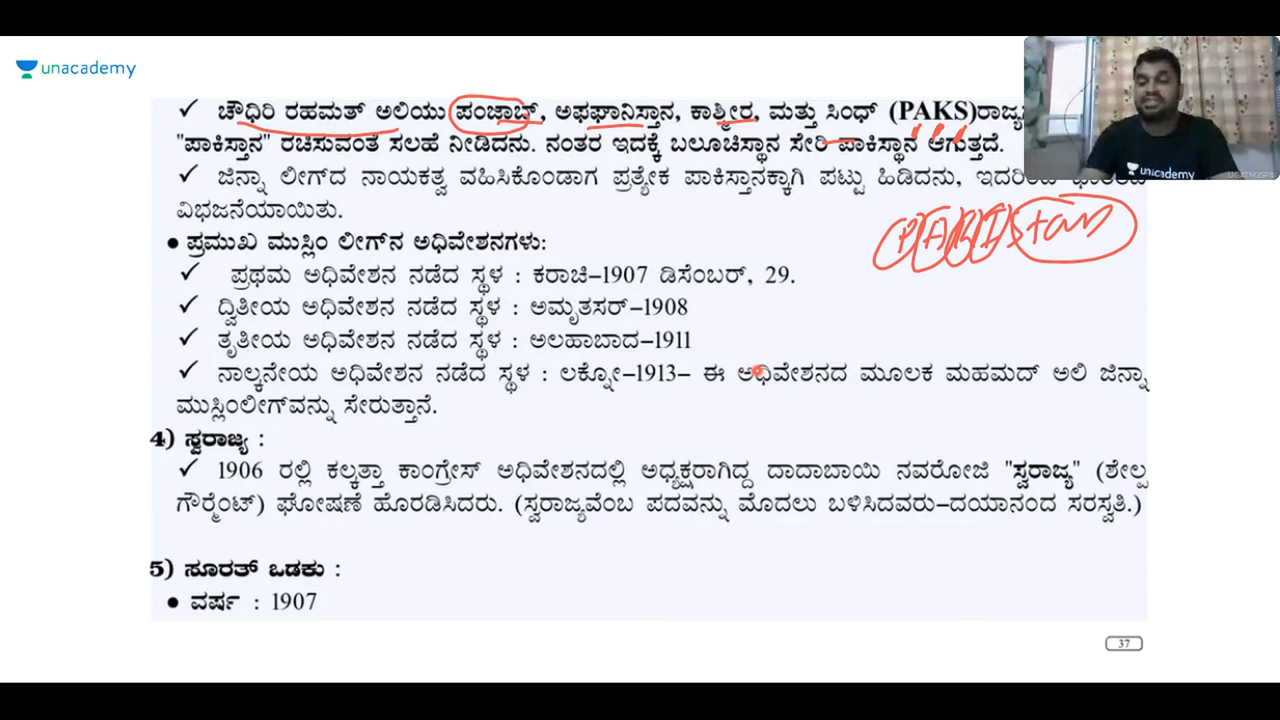 unacademy
✓ ಚೌಧಿರಿ ರಹಮತ್ ಅಲಿಯು ಪಂಜಾಬ್, ಅಫಘಾನಿಸ್ತಾನ, ಕಾಶ್ಮೀರ, ಮತ್ತು ಸಿಂಧ್ (PAKS)ರಾಜ್ಯ
"ಪಾಕಿಸ್ತಾನ" ರಚಿಸುವಂತೆ ಸಲಹೆ ನೀಡಿದನು. ನಂತರ ಇದಕ್ಕೆ ಬಲೂಚಿಸ್ಥಾನ ಸೇರಿ ಪಾಕಿಸ್ಥಾನ ಆಗುತ್ತದೆ.
✓ ಜಿನ್ನಾ ಲೀಗ್‌ದ ನಾಯಕತ್ವ ವಹಿಸಿಕೊಂಡಾಗ ಪ್ರತ್ಯೇಕ ಪಾಕಿಸ್ತಾನಕ್ಕಾಗಿ ಪಟ್ಟು ಹಿಡಿದನು,
ವಿಭಜನೆಯಾಯಿತು.
PAKIStan
● ಪ್ರಮುಖ ಮುಸ್ಲಿಂ ಲೀಗ್‌ನ ಅಧಿವೇಶನಗಳು:
✓ ಪ್ರಥಮ ಅಧಿವೇಶನ ನಡೆದ ಸ್ಥಳ : ಕರಾಚಿ-1907 ಡಿಸೆಂಬರ್, 29.
✓ ದ್ವಿತೀಯ ಅಧಿವೇಶನ ನಡೆದ ಸ್ಥಳ : ಅಮೃತಸರ್-1908
✓ ತೃತೀಯ ಅಧಿವೇಶನ ನಡೆದ ಸ್ಥಳ : ಅಲಹಾಬಾದ-1911
✓ ನಾಲ್ಕನೇಯ ಅಧಿವೇಶನ ನಡೆದ ಸ್ಥಳ : ಲಕ್ನೋ-1913- ಈ ಅಧಿವೇಶನದ ಮೂಲಕ ಮಹಮದ್ ಅಲಿ ಜಿನ್ನಾ
ಮುಸ್ಲಿಂಲೀಗ್‌ವನ್ನು ಸೇರುತ್ತಾನೆ.
4) ಸ್ವರಾಜ್ಯ :
✓ 1906 ರಲ್ಲಿ ಕಲ್ಕತ್ತಾ ಕಾಂಗ್ರೇಸ್ ಅಧಿವೇಶನದಲ್ಲಿ ಅಧ್ಯಕ್ಷರಾಗಿದ್ದ ದಾದಾಬಾಯಿ ನವರೋಜಿ "ಸ್ವರಾಜ್ಯ" (ಶೇಲ್ಪ
ಗೌರ‍್ಮೆಂಟ್) ಘೋಷಣೆ ಹೊರಡಿಸಿದರು. (ಸ್ವರಾಜ್ಯವೆಂಬ ಪದವನ್ನು ಮೊದಲು ಬಳಿಸಿದವರು-ದಯಾನಂದ ಸರಸ್ವತಿ.)
5) ಸೂರತ್ ಒಡಕು :
● ವರ್ಷ : 1907
37
unacademy